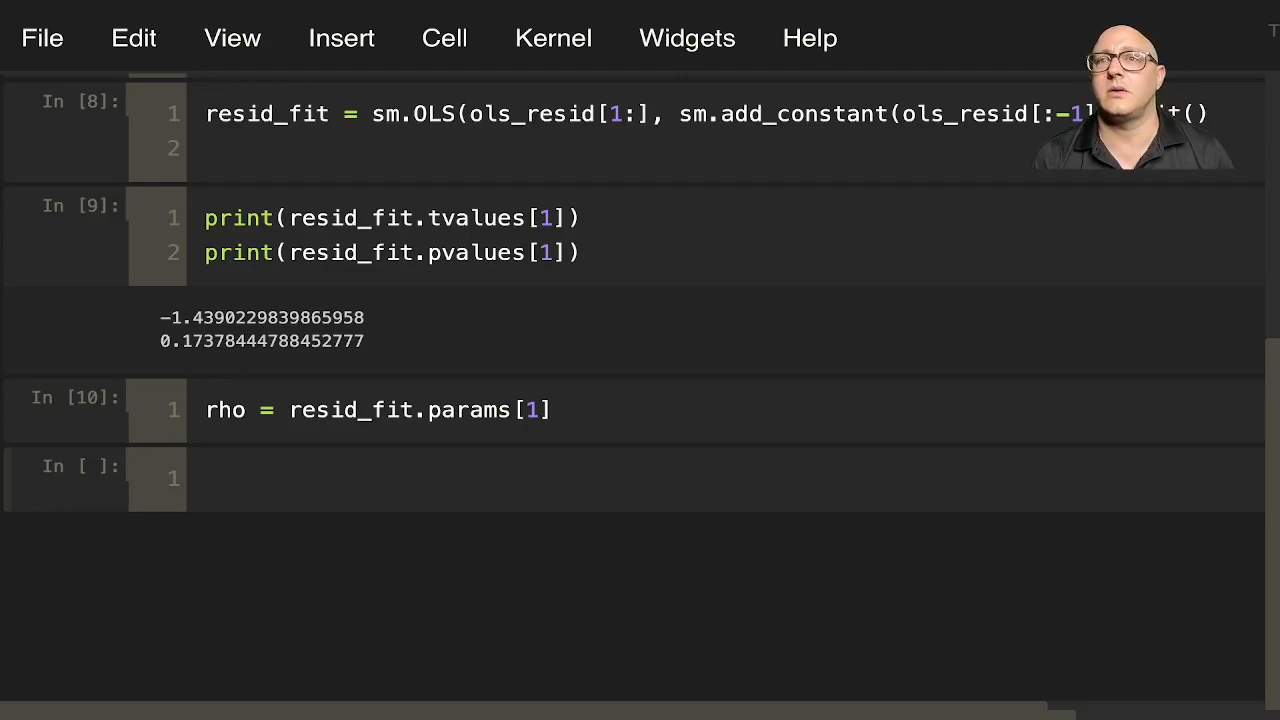 File Edit View Insert Cell Kernel Widgets Help
In [8]:
1 resid_fit = sm.OLS(ols_resid[1:], sm.add_constant(ols_resid[:-1] t()
2
In [9]:
1 print(resid_fit.tvalues[1])
2 print(resid_fit.pvalues[1])
-1.4390229839865958
0.17378444788452777
In [10]:
1 rho = resid_fit.params[1]
In [ ]:
1